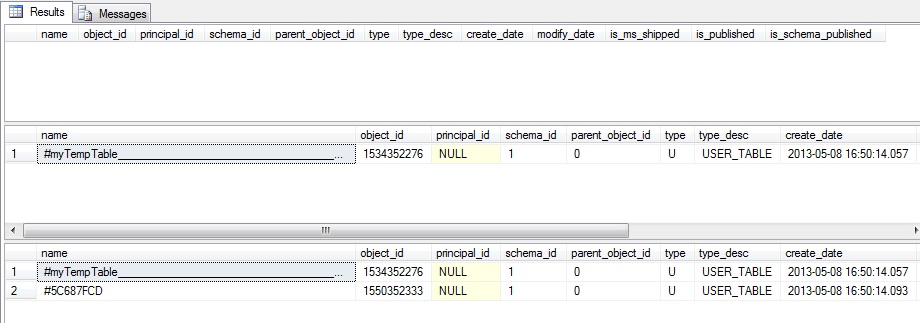 Results Messages
name object_id principal_id schema_id parent_object_id type type_desc create_date modify_date is_ms_shipped is_published is_schema_published
name object_id principal_id schema_id parent_object_id type type_desc create_date
1 #myTempTable____________________________________... 1534352276 NULL 1 0 U USER_TABLE 2013-05-08 16:50:14.057
name object_id principal_id schema_id parent_object_id type type_desc create_date
1 #myTempTable____________________________________... 1534352276 NULL 1 0 U USER_TABLE 2013-05-08 16:50:14.057
2 #5C687FCD 1550352333 NULL 1 0 U USER_TABLE 2013-05-08 16:50:14.093